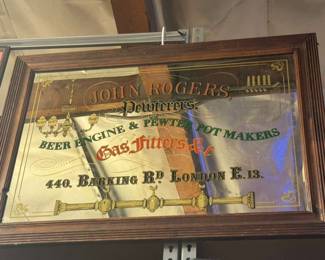 JOHN ROGERS,
Pewterers,
BEER ENGINE & PEWTER POT MAKERS
Gas Fitters &c
440, BARKING RD LONDON E.13.